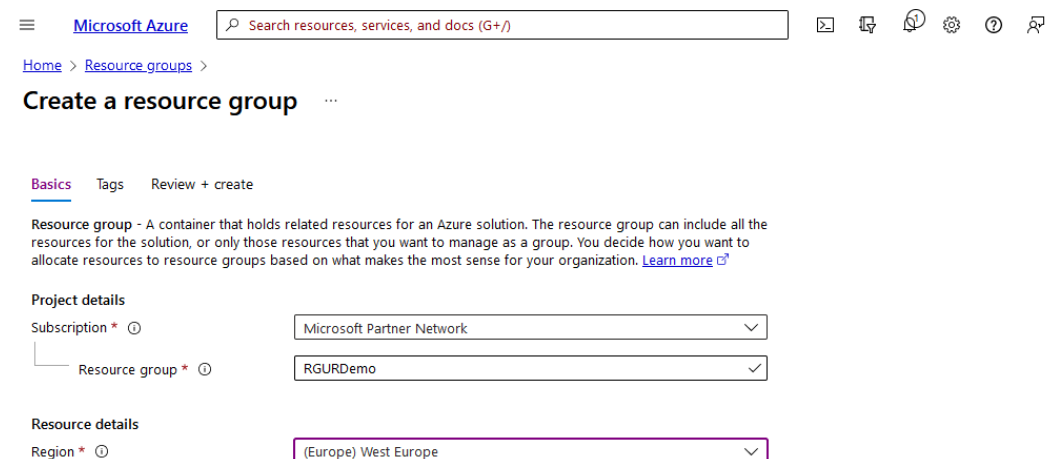 Microsoft Azure
Search resources, services, and docs (G+/)
1
Home > Resource groups >
Create a resource group ...
Basics Tags Review + create
Resource group - A container that holds related resources for an Azure solution. The resource group can include all the
resources for the solution, or only those resources that you want to manage as a group. You decide how you want to
allocate resources to resource groups based on what makes the most sense for your organization. Learn more
Project details
Subscription * Microsoft Partner Network
Resource group * RGURDemo
Resource details
Region * (Europe) West Europe